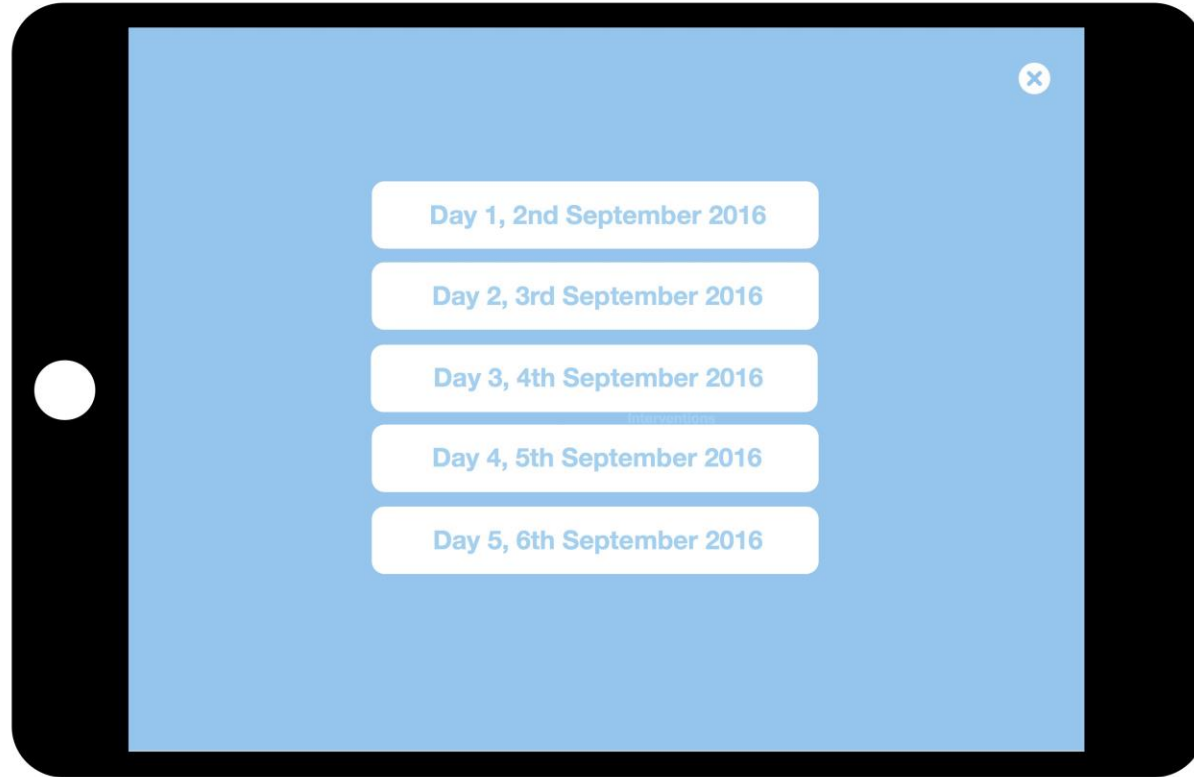 Day 1, 2nd September 2016
Day 2, 3rd September 2016
Day 3, 4th September 2016
Interventions
Day 4, 5th September 2016
Day 5, 6th September 2016